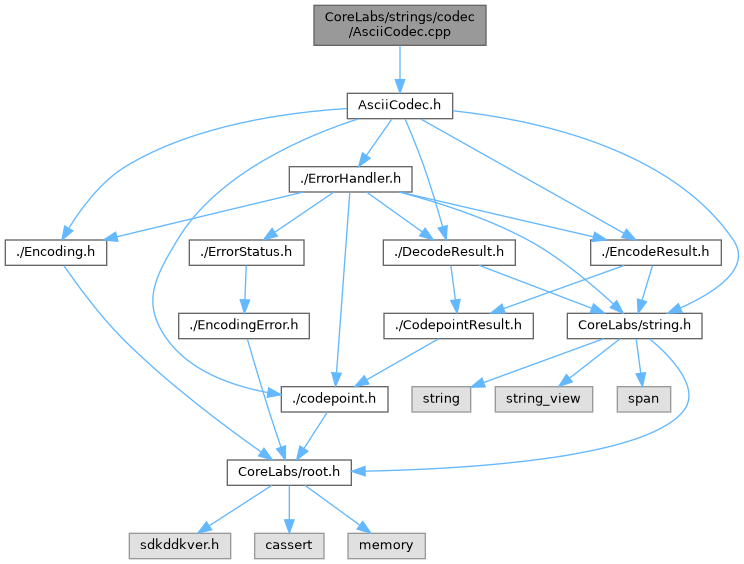 CoreLabs/strings/codec
/AsciiCodec.cpp
AsciiCodec.h
./ErrorHandler.h
./Encoding.h
./ErrorStatus.h
./DecodeResult.h
./EncodeResult.h
./EncodingError.h
./CodepointResult.h
CoreLabs/string.h
./codepoint.h
string
string_view
span
CoreLabs/root.h
sdkddkver.h
cassert
memory